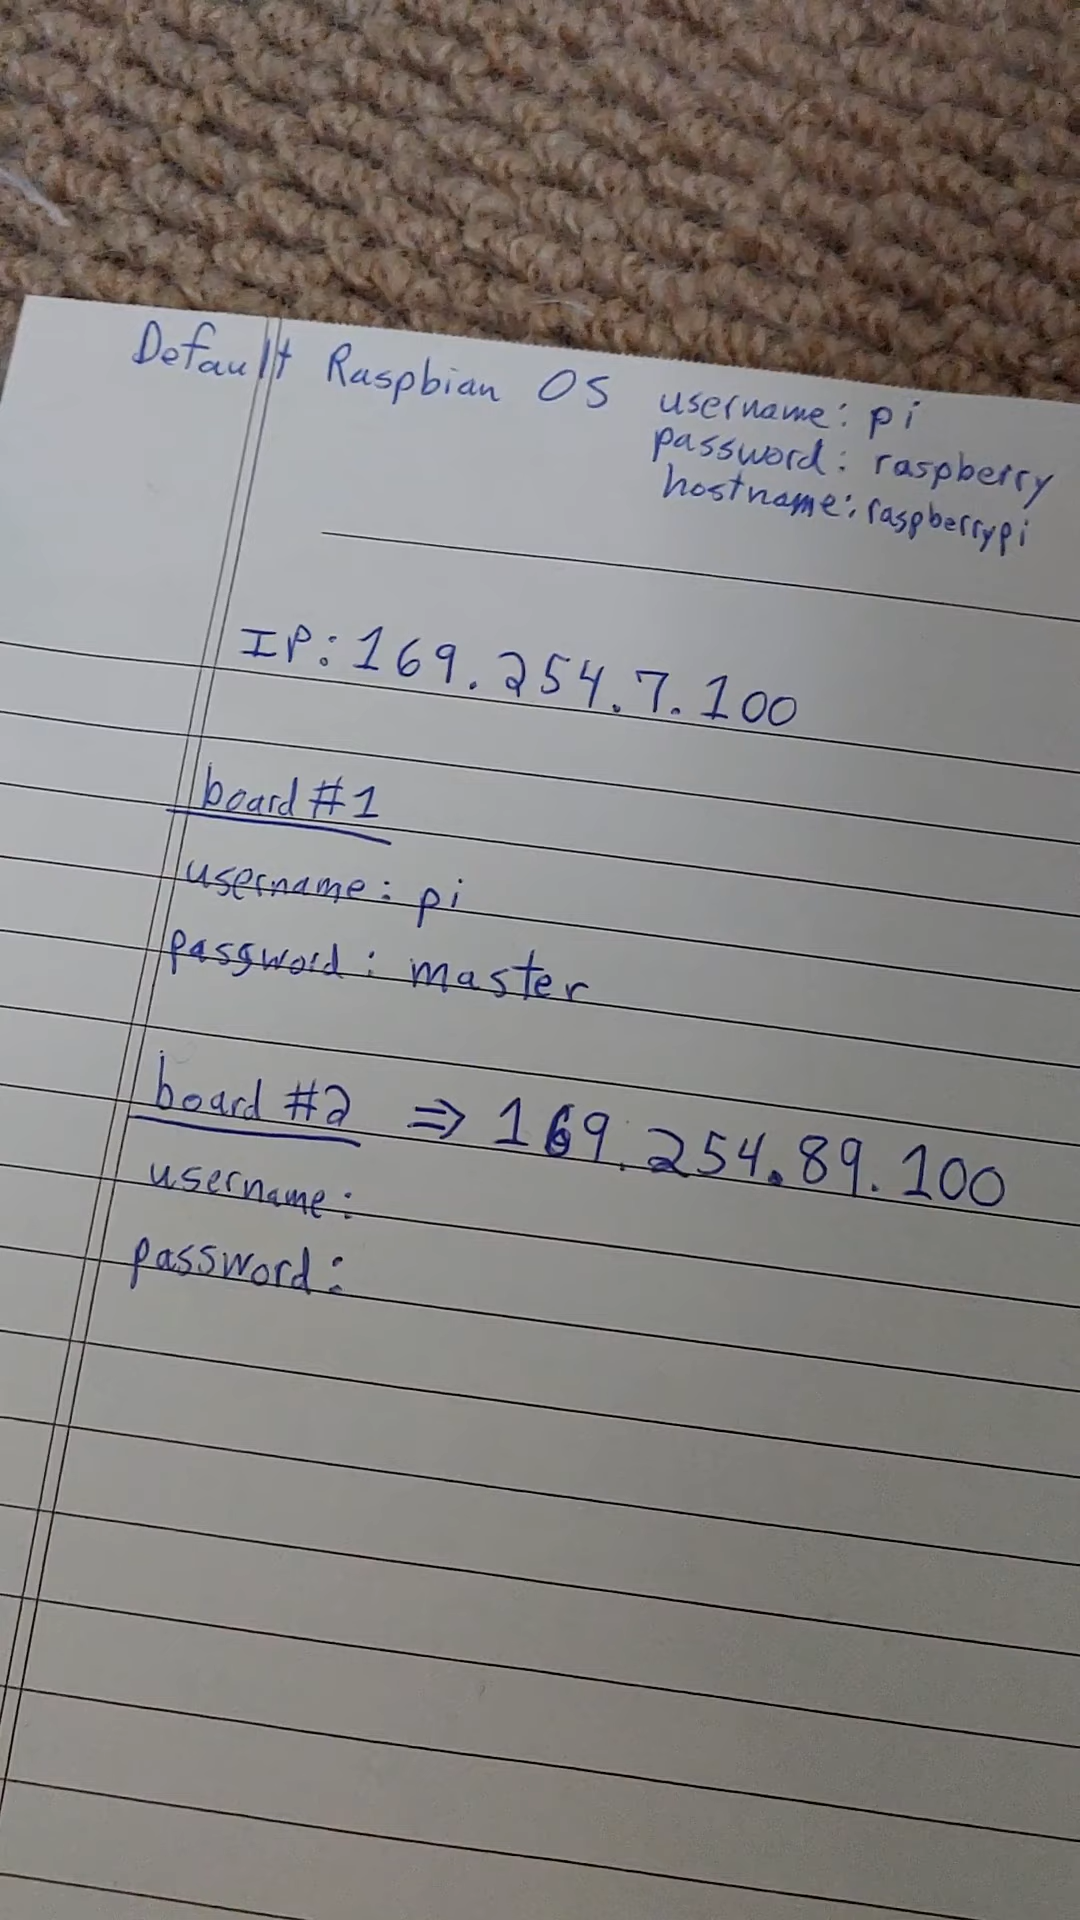 Default Raspbian OS username: pi
password: raspberry
hostname: raspberrypi
IP: 169.254.7.100
board #1
username: pi
password: master
board #2 ⇒ 169.254.89.100
username:
password: